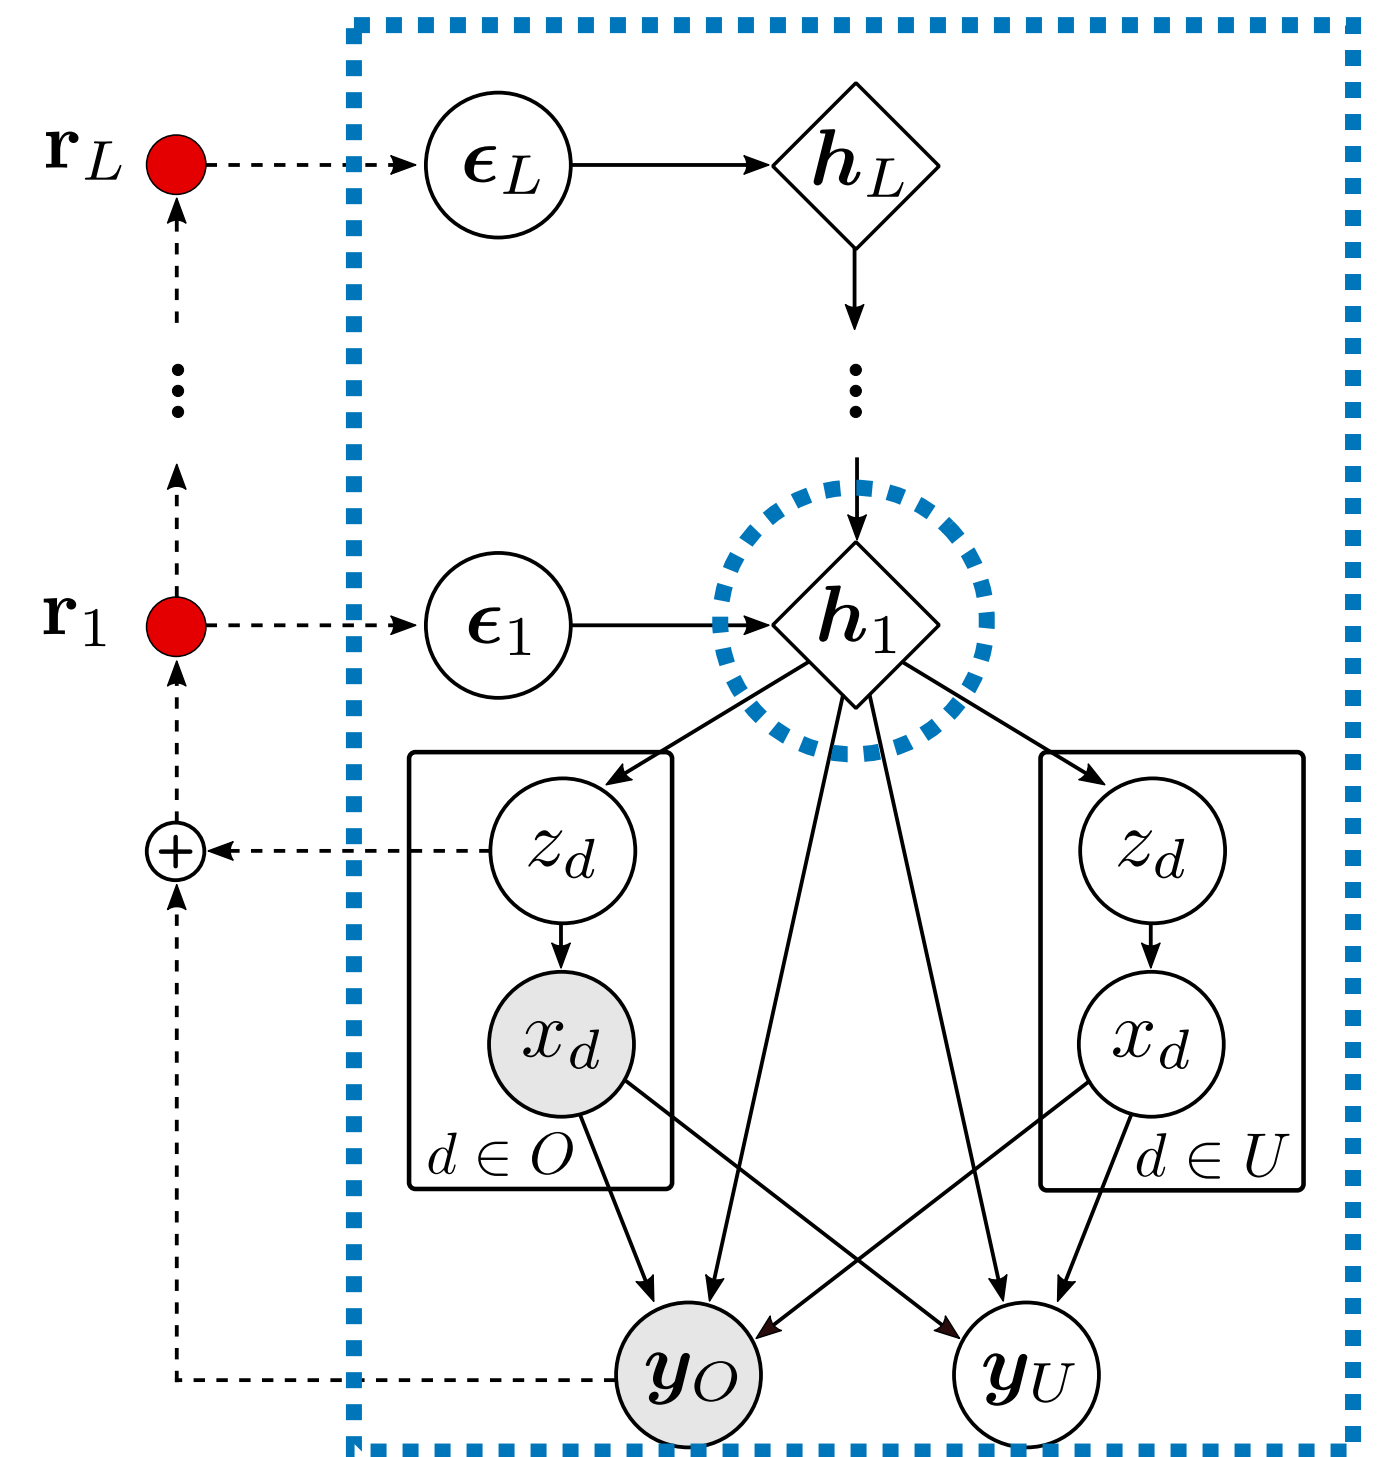 r_L ϵ_L h_L
r_1 ϵ_1 h_1
z_d z_d
+
x_d x_d
d ∈ O d ∈ U
y_O y_U